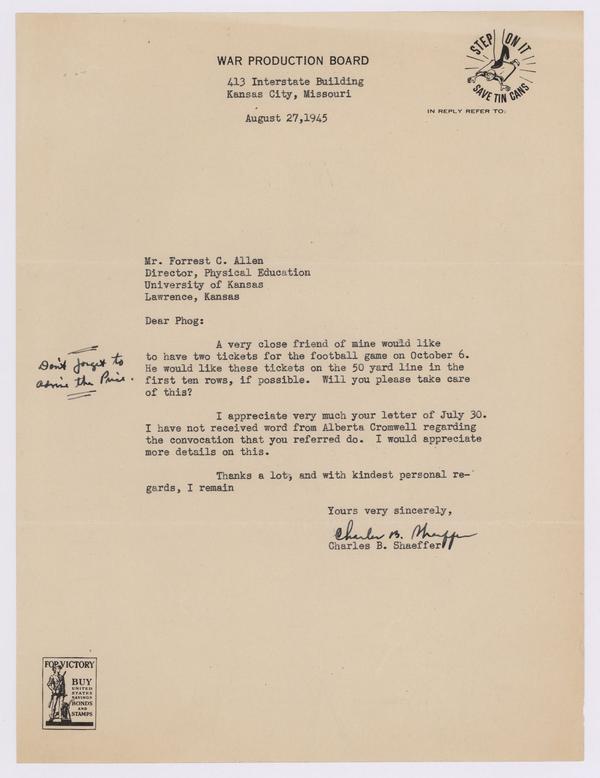 WAR PRODUCTION BOARD
413 Interstate Building
Kansas City, Missouri
August 27,1945
STEP ON IT
SAVE TIN CANS
IN REPLY REFER TO:
Mr. Forrest C. Allen
Director, Physical Education
University of Kansas
Lawrence, Kansas
Dear Phog:
A very close friend of mine would like
to have two tickets for the football game on October 6.
He would like these tickets on the 50 yard line in the
first ten rows, if possible. Will you please take care
of this?
Don't forget to
advise the Price.
I appreciate very much your letter of July 30.
I have not received word from Alberta Cromwell regarding
the convocation that you referred do. I would appreciate
more details on this.
Thanks a lot, and with kindest personal re-
gards, I remain
Yours very sincerely,
Charles B. Shaeffer
Charles B. Shaeffer
FOR VICTORY
BUY
UNITED
STATES
SAVINGS
BONDS
AND
STAMPS